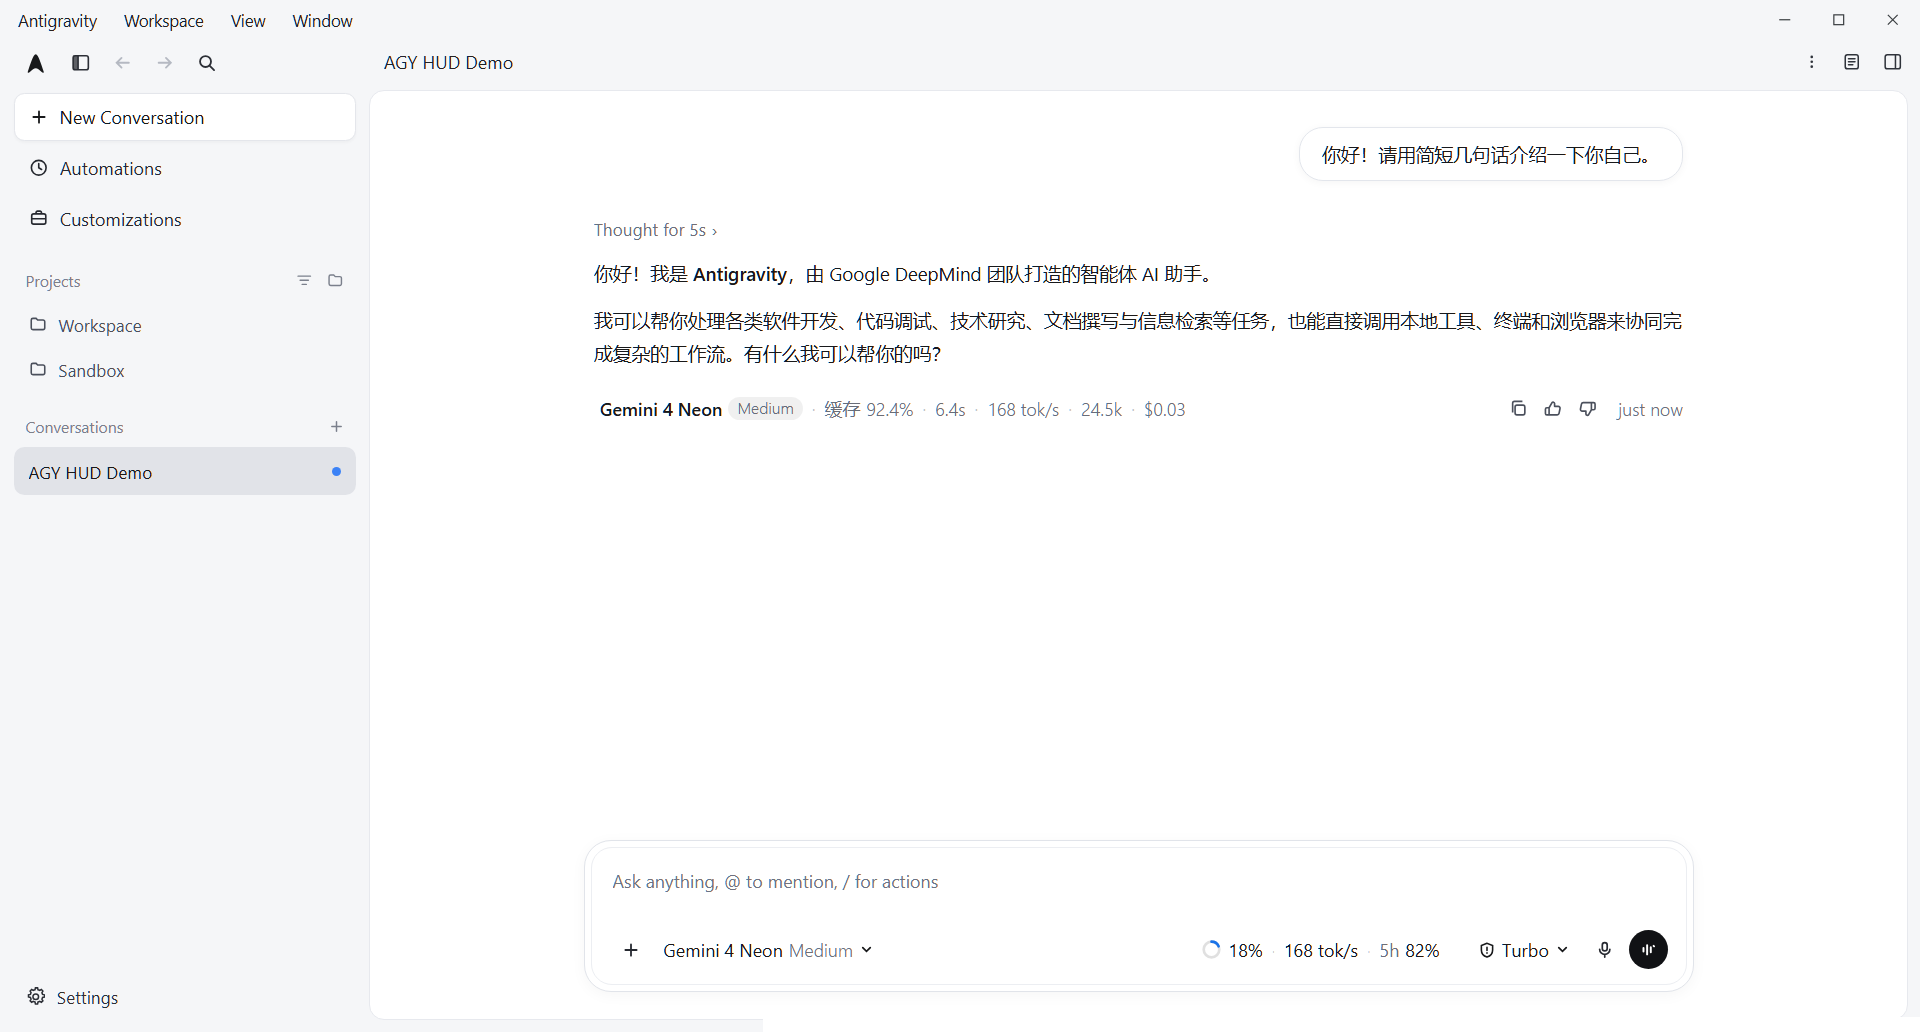 Antigravity Workspace View Window
AGY HUD Demo
New Conversation
Automations
Customizations
Projects
Workspace
Sandbox
Conversations
AGY HUD Demo
Settings
你好！请用简短几句话介绍一下你自己。
Thought for 5s ›
你好！我是 Antigravity，由 Google DeepMind 团队打造的智能体 AI 助手。
我可以帮你处理各类软件开发、代码调试、技术研究、文档撰写与信息检索等任务，也能直接调用本地工具、终端和浏览器来协同完
成复杂的工作流。有什么我可以帮你的吗？
Gemini 4 Neon Medium · 缓存 92.4% · 6.4s · 168 tok/s · 24.5k · $0.03 just now
Ask anything, @ to mention, / for actions
Gemini 4 Neon Medium 18% · 168 tok/s · 5h 82% Turbo